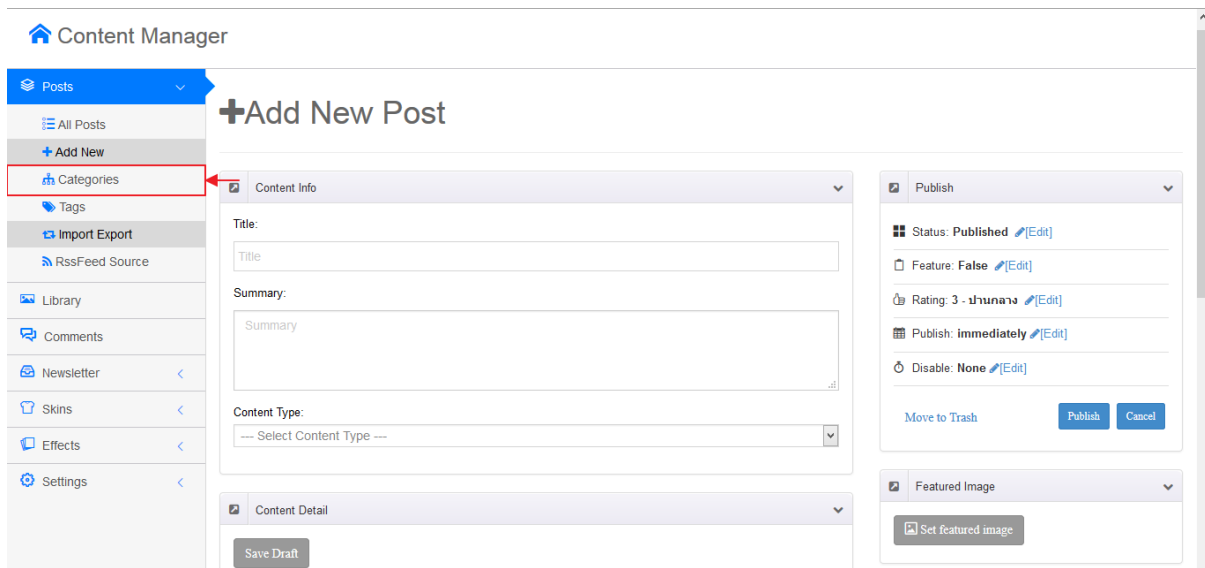 Content Manager
Posts
All Posts
Add New
Categories
Tags
Import Export
RssFeed Source
Library
Comments
Newsletter
Skins
Effects
Settings
Add New Post
Content Info
Title:
Title
Summary:
Summary
Content Type:
--- Select Content Type ---
Content Detail
Save Draft
Publish
Status: Published [Edit]
Feature: False [Edit]
Rating: 3 - ปานกลาง [Edit]
Publish: immediately [Edit]
Disable: None [Edit]
Move to Trash
Publish
Cancel
Featured Image
Set featured image